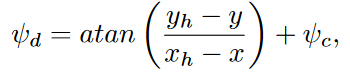 ψ_d = atan ( (y_h − y) / (x_h − x) ) + ψ_c,